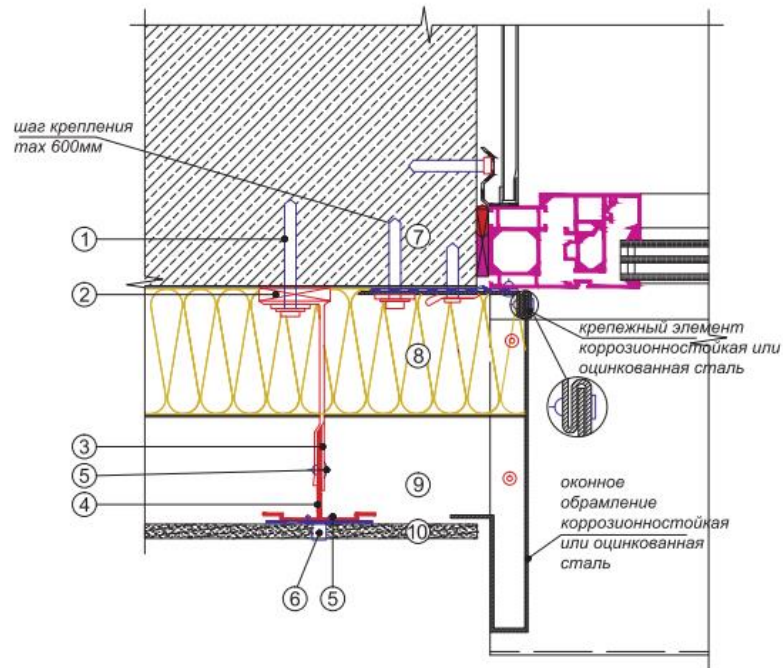 шаг крепления
max 600мм
1
7
2
8
крепежный элемент
коррозионностойкая или
оцинкованная сталь
3
5
9
4
10
6
5
оконное
обрамление
коррозионностойкая
или оцинкованная
сталь